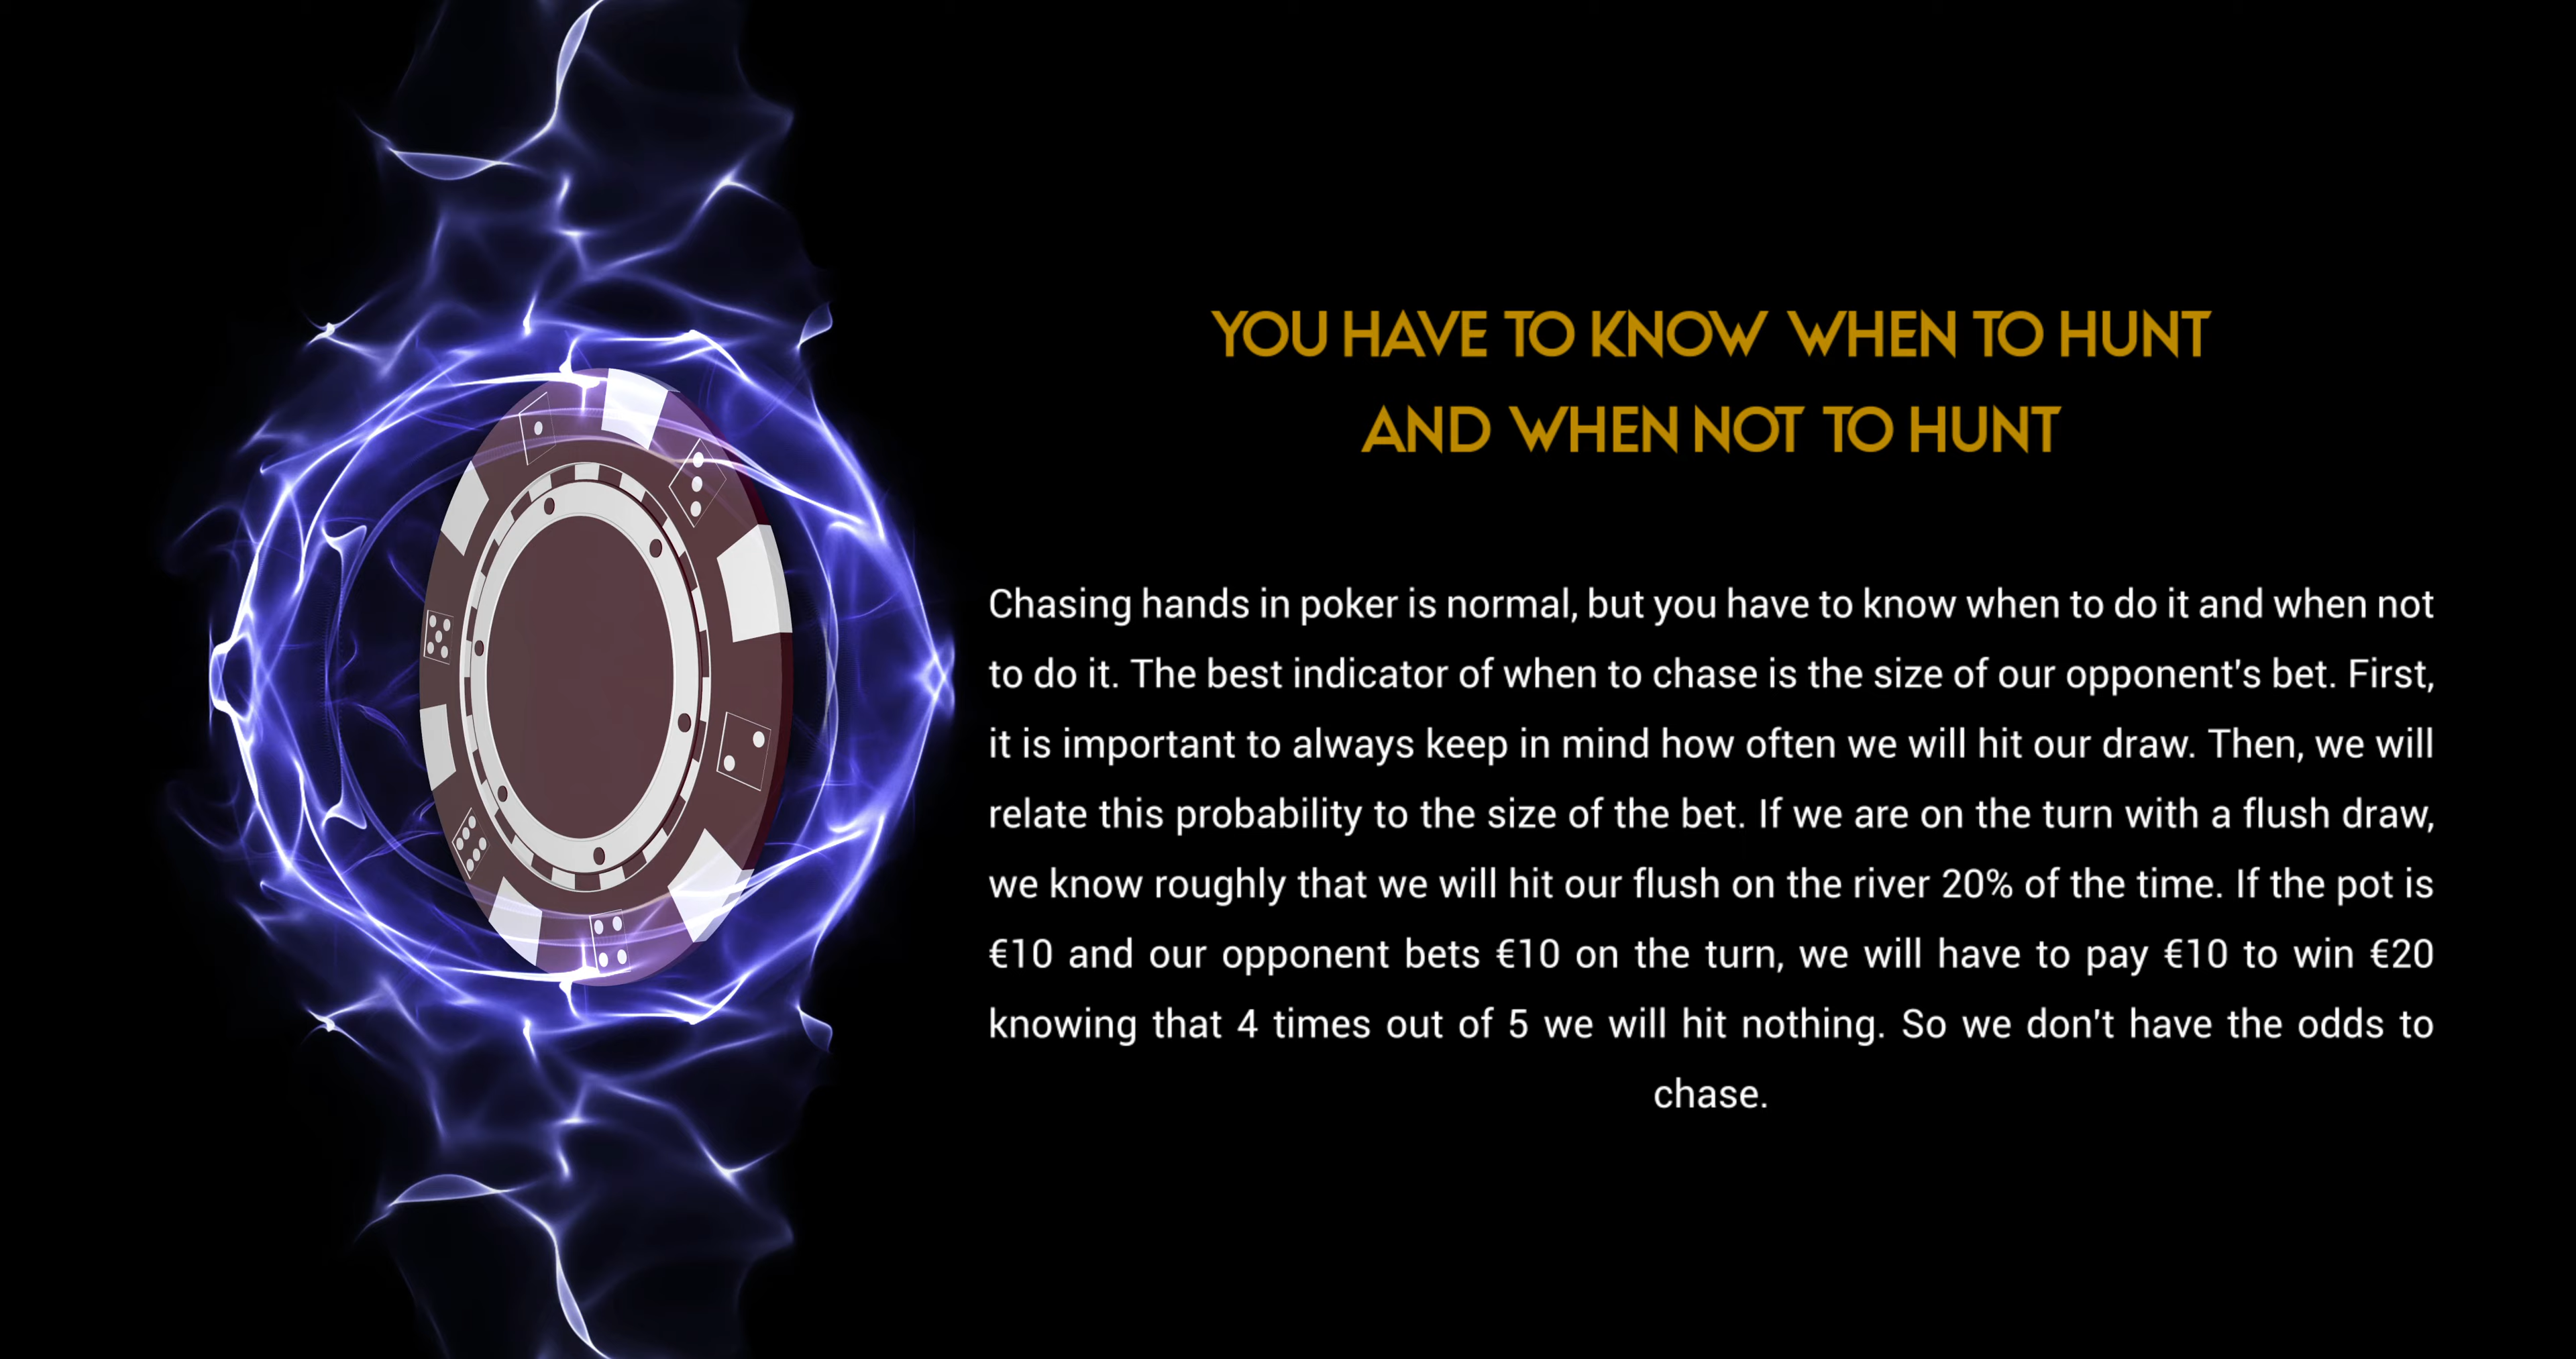 YOU HAVE TO KNOW WHEN TO HUNT
AND WHEN NOT TO HUNT
Chasing hands in poker is normal, but you have to know when to do it and when not
to do it. The best indicator of when to chase is the size of our opponent's bet. First,
it is important to always keep in mind how often we will hit our draw. Then, we will
relate this probability to the size of the bet. If we are on the turn with a flush draw,
we know roughly that we will hit our flush on the river 20% of the time. If the pot is
€10 and our opponent bets €10 on the turn, we will have to pay €10 to win €20
knowing that 4 times out of 5 we will hit nothing. So we don't have the odds to
chase.